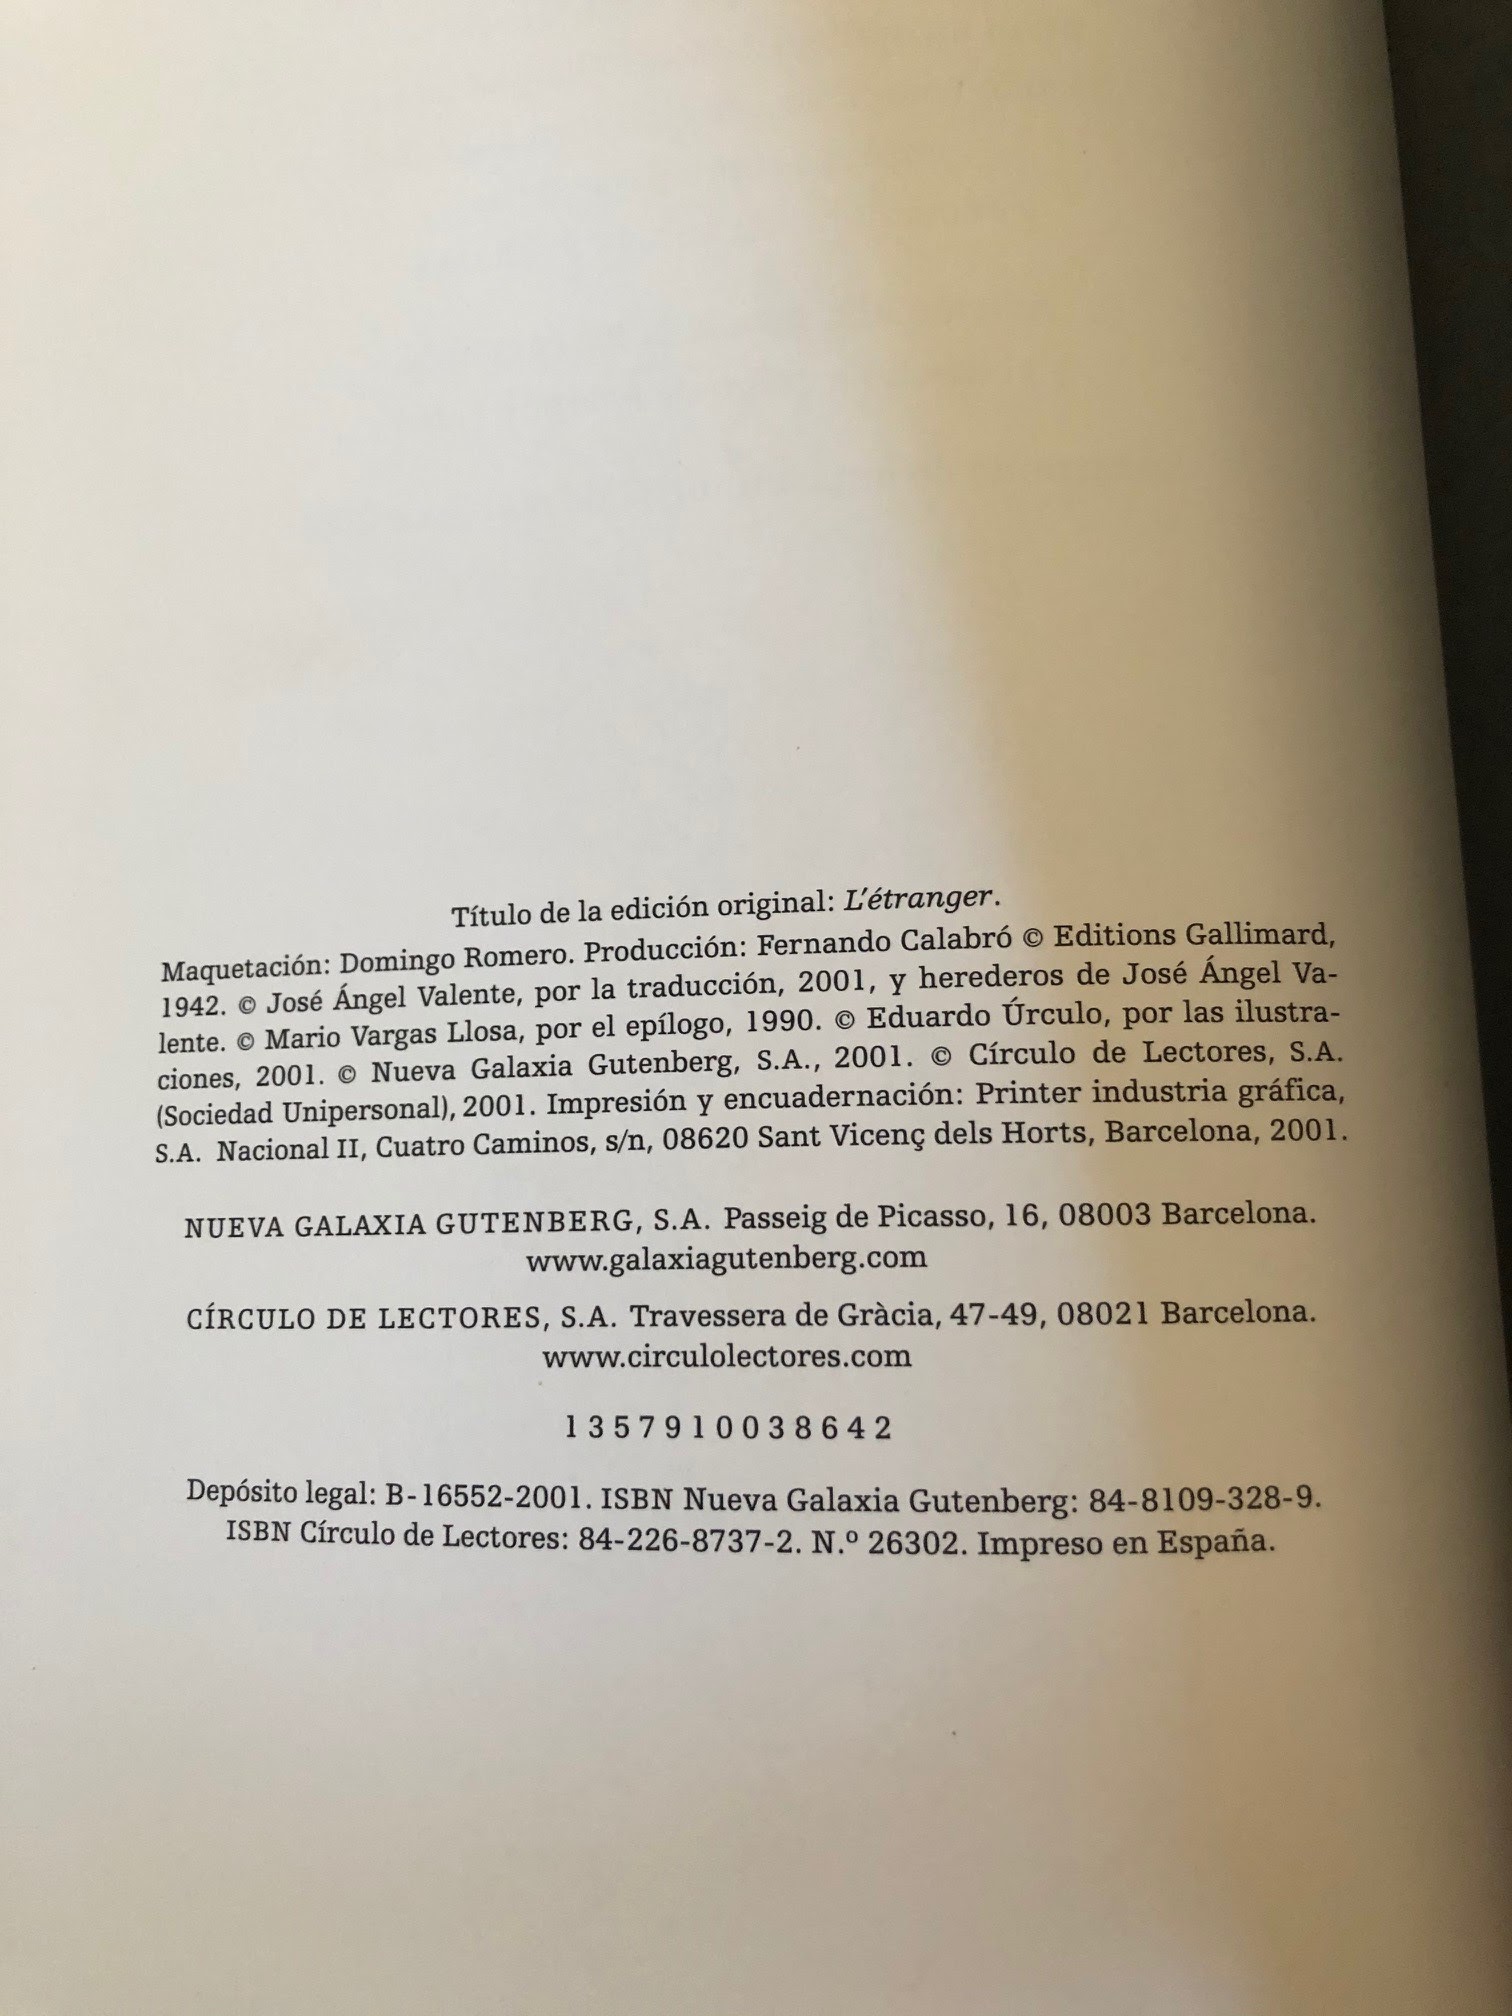 Título de la edición original: L'étranger.
Maquetación: Domingo Romero. Producción: Fernando Calabró © Editions Gallimard,
1942. © José Ángel Valente, por la traducción, 2001, y herederos de José Ángel Va-
lente. © Mario Vargas Llosa, por el epílogo, 1990. © Eduardo Úrculo, por las ilustra-
ciones, 2001. © Nueva Galaxia Gutenberg, S.A., 2001. © Círculo de Lectores, S.A.
(Sociedad Unipersonal), 2001. Impresión y encuadernación: Printer industria gráfica,
S.A. Nacional II, Cuatro Caminos, s/n, 08620 Sant Vicenç dels Horts, Barcelona, 2001.
NUEVA GALAXIA GUTENBERG, S.A. Passeig de Picasso, 16, 08003 Barcelona.
www.galaxiagutenberg.com
CÍRCULO DE LECTORES, S.A. Travessera de Gràcia, 47-49, 08021 Barcelona.
www.circulolectores.com
1 3 5 7 9 1 0 0 3 8 6 4 2
Depósito legal: B-16552-2001. ISBN Nueva Galaxia Gutenberg: 84-8109-328-9.
ISBN Círculo de Lectores: 84-226-8737-2. N.º 26302. Impreso en España.